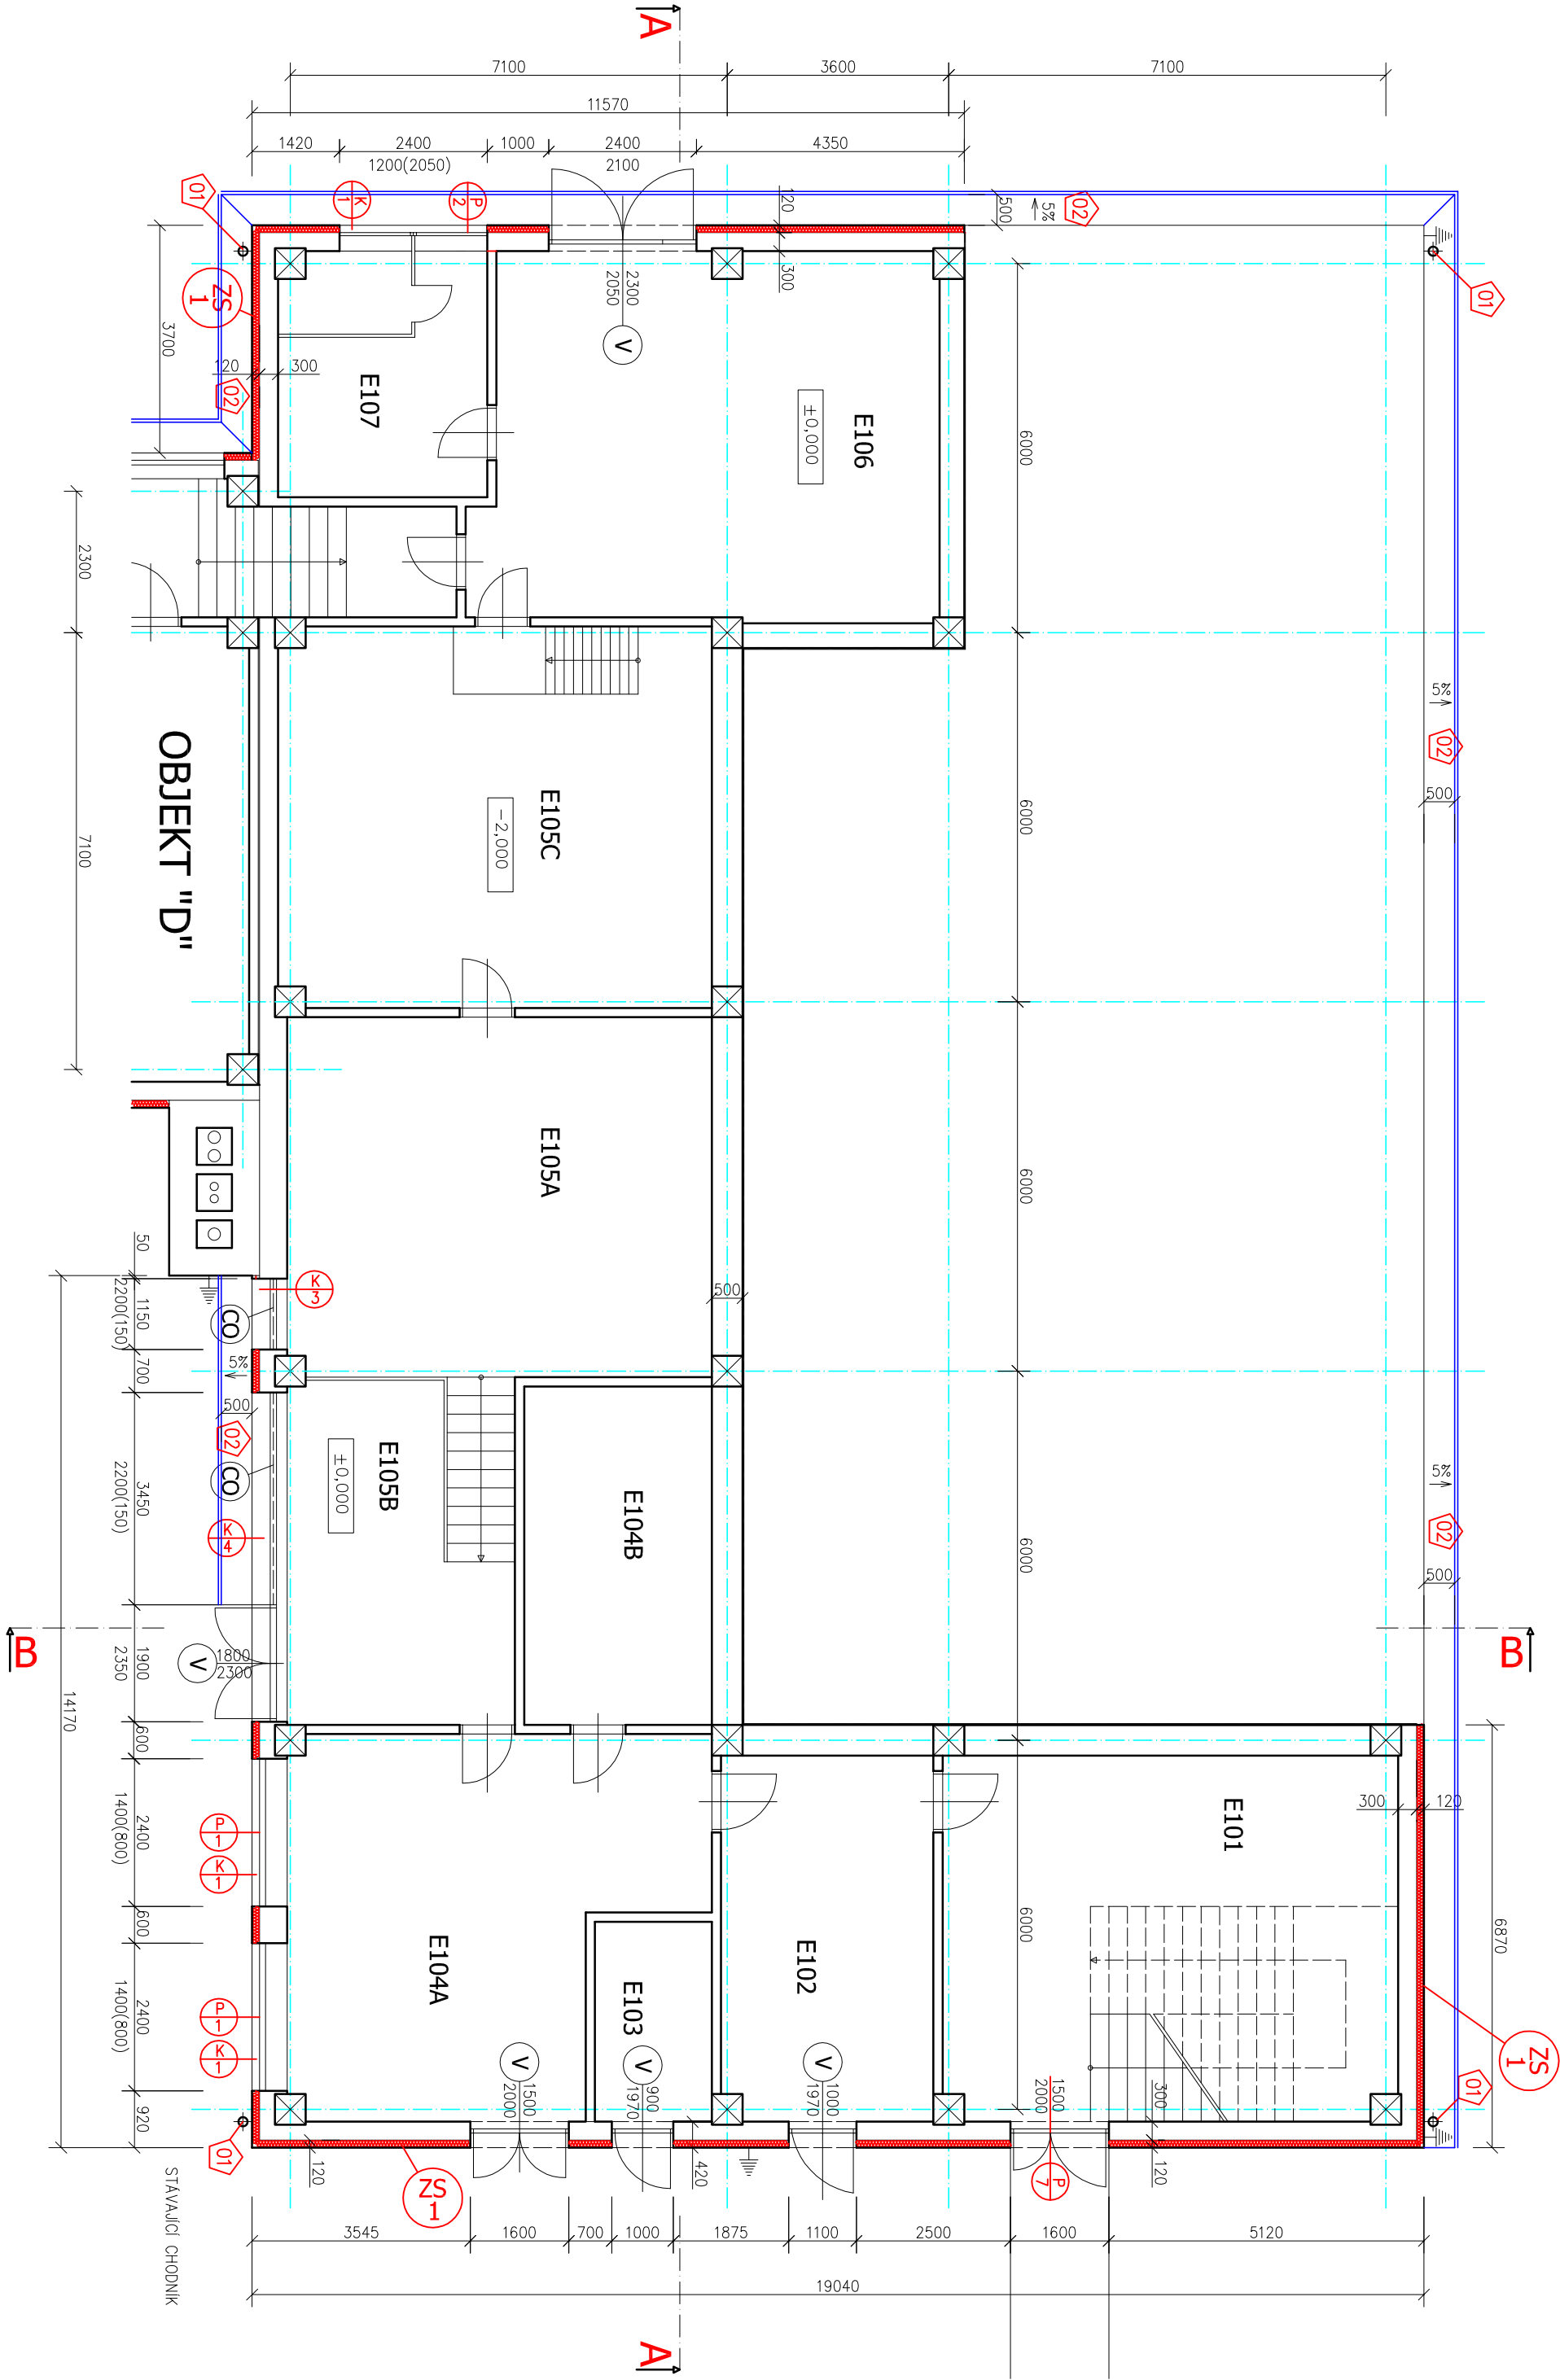 A
7100
3600
7100
11570
1420
2400
1200(2050)
1000
2400
2100
4350
01
K
1
P
2
120
300
500
5%
02
01
2300
2050
V
ZS
1
3700
120
300
02
E107
±0,000
E106
6000
2300
7100
OBJEKT "D"
E105C
-2,000
6000
5%
02
500
E105A
6000
500
50
1150
2200(150)
K
3
CO
700
5%
500
02
3450
2200(150)
CO
K
4
E105B
±0,000
E104B
6000
5%
02
500
B
B
1900
2350
V
1800
2300
14170
600
2400
1400(800)
P
1
K
1
600
2400
1400(800)
P
1
K
1
920
E104A
E103
E102
E101
6000
300
120
6870
ZS
1
01
V
1500
2000
V
900
1970
V
1000
1970
1500
2000
P
7
300
120
420
120
ZS
1
01
STÁVAJÍCÍ CHODNÍK
3545
1600
700
1000
1875
1100
2500
1600
5120
19040
A